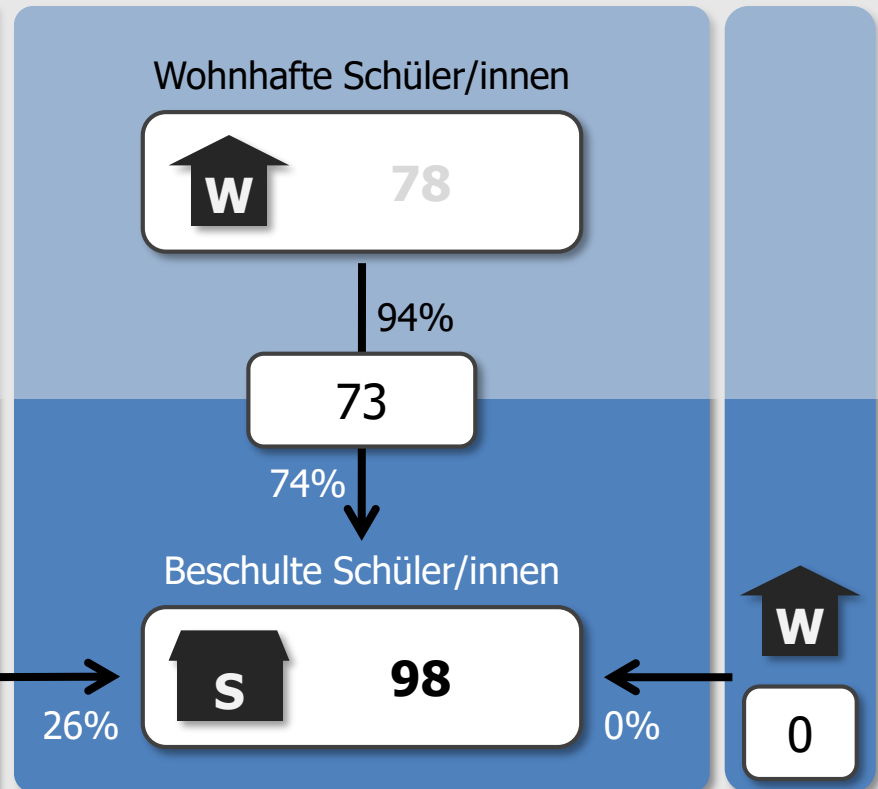 Wohnhafte Schüler/innen
W
78
94%
73
74%
Beschulte Schüler/innen
W
S
98
26%
0%
0